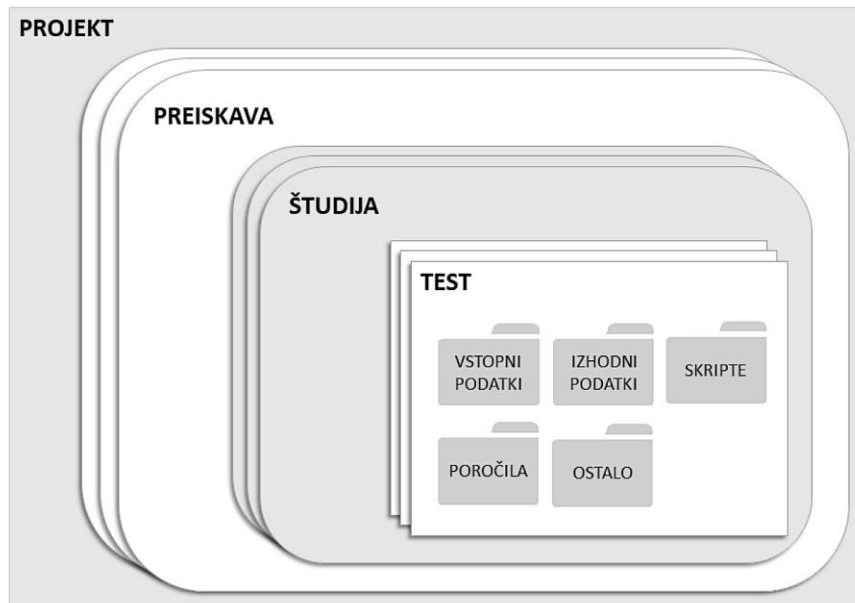 PROJEKT
PREISKAVA
ŠTUDIJA
TEST
VSTOPNI
PODATKI
IZHODNI
PODATKI
SKRIPTE
POROČILA
OSTALO